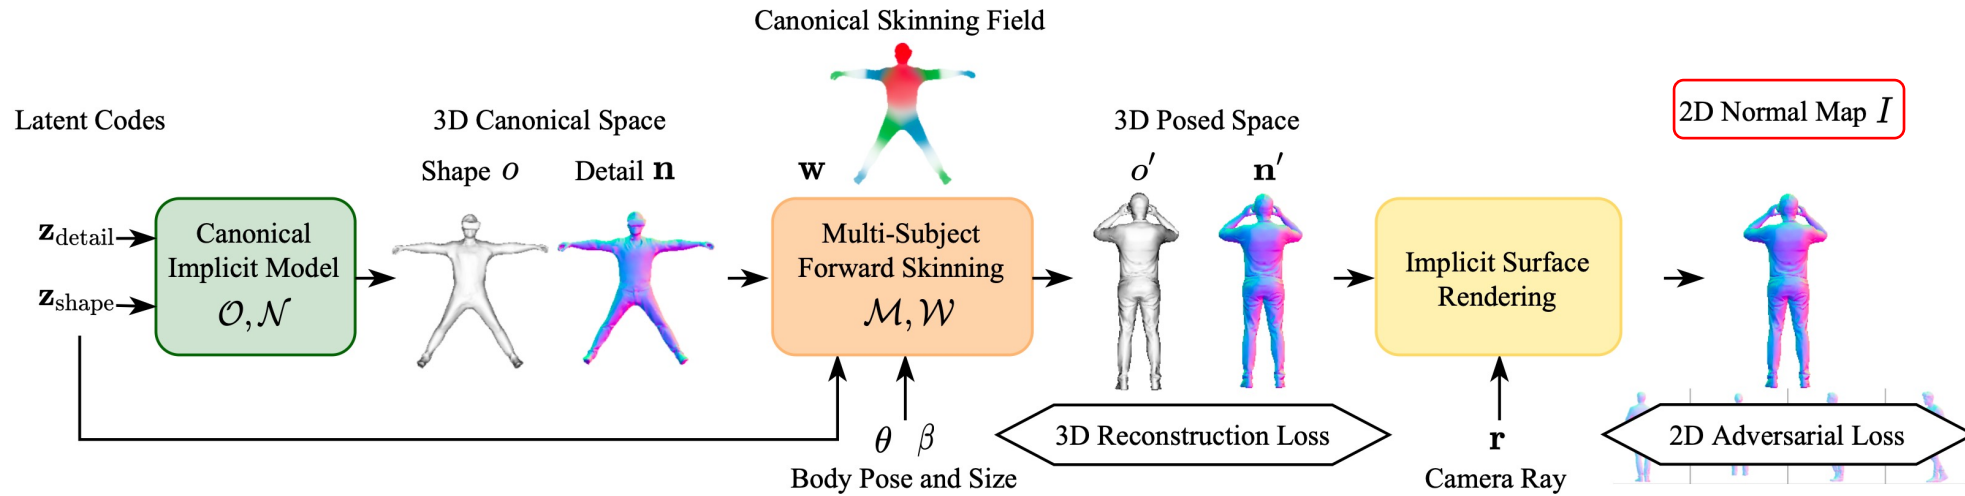 Canonical Skinning Field
Latent Codes
3D Canonical Space
Shape o
Detail n
w
3D Posed Space
o′
n′
2D Normal Map I
z_detail
z_shape
Canonical
Implicit Model
𝒪, 𝒩
Multi-Subject
Forward Skinning
ℳ, 𝒲
Implicit Surface
Rendering
θ β
Body Pose and Size
3D Reconstruction Loss
r
Camera Ray
2D Adversarial Loss